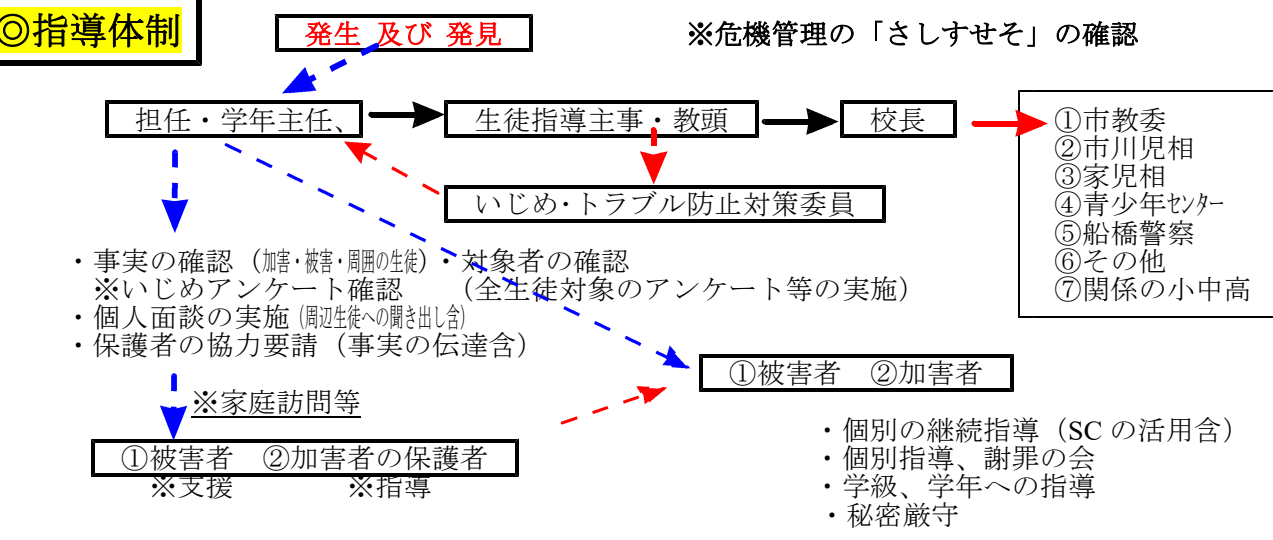 ◎指導体制
発生 及び 発見
※危機管理の「さしすせそ」の確認
担任・学年主任、
生徒指導主事・教頭
校長
①市教委
②市川児相
③家児相
④青少年ｾﾝﾀｰ
⑤船橋警察
⑥その他
⑦関係の小中高
いじめ・トラブル防止対策委員
・事実の確認（加害・被害・周囲の生徒）・対象者の確認
※いじめアンケート確認　（全生徒対象のアンケート等の実施）
・個人面談の実施（周辺生徒への聞き出し含）
・保護者の協力要請（事実の伝達含）
①被害者　②加害者
※家庭訪問等
①被害者　②加害者の保護者
※支援　※指導
・個別の継続指導（SCの活用含）
・個別指導、謝罪の会
・学級、学年への指導
・秘密厳守